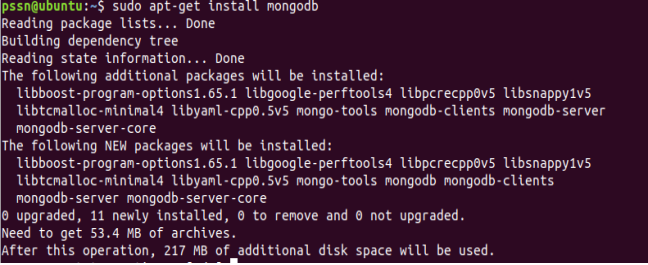 pssn@ubuntu:~$ sudo apt-get install mongodb
Reading package lists... Done
Building dependency tree
Reading state information... Done
The following additional packages will be installed:
  libboost-program-options1.65.1 libgoogle-perftools4 libpcrecpp0v5 libsnappy1v5
  libtcmalloc-minimal4 libyaml-cpp0.5v5 mongo-tools mongodb-clients mongodb-server
  mongodb-server-core
The following NEW packages will be installed:
  libboost-program-options1.65.1 libgoogle-perftools4 libpcrecpp0v5 libsnappy1v5
  libtcmalloc-minimal4 libyaml-cpp0.5v5 mongo-tools mongodb mongodb-clients
  mongodb-server mongodb-server-core
0 upgraded, 11 newly installed, 0 to remove and 0 not upgraded.
Need to get 53.4 MB of archives.
After this operation, 217 MB of additional disk space will be used.